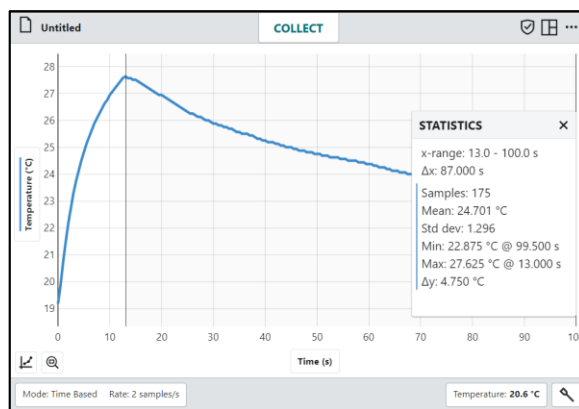 Untitled
COLLECT
28
27
26
25
24
23
22
21
20
19
Temperature (°C)
0
10
20
30
40
50
60
70
80
90
Time (s)
STATISTICS
x-range: 13.0 - 100.0 s
Δx: 87.000 s
Samples: 175
Mean: 24.701 °C
Std dev: 1.296
Min: 22.875 °C @ 99.500 s
Max: 27.625 °C @ 13.000 s
Δy: 4.750 °C
Mode: Time Based Rate: 2 samples/s
Temperature: 20.6 °C